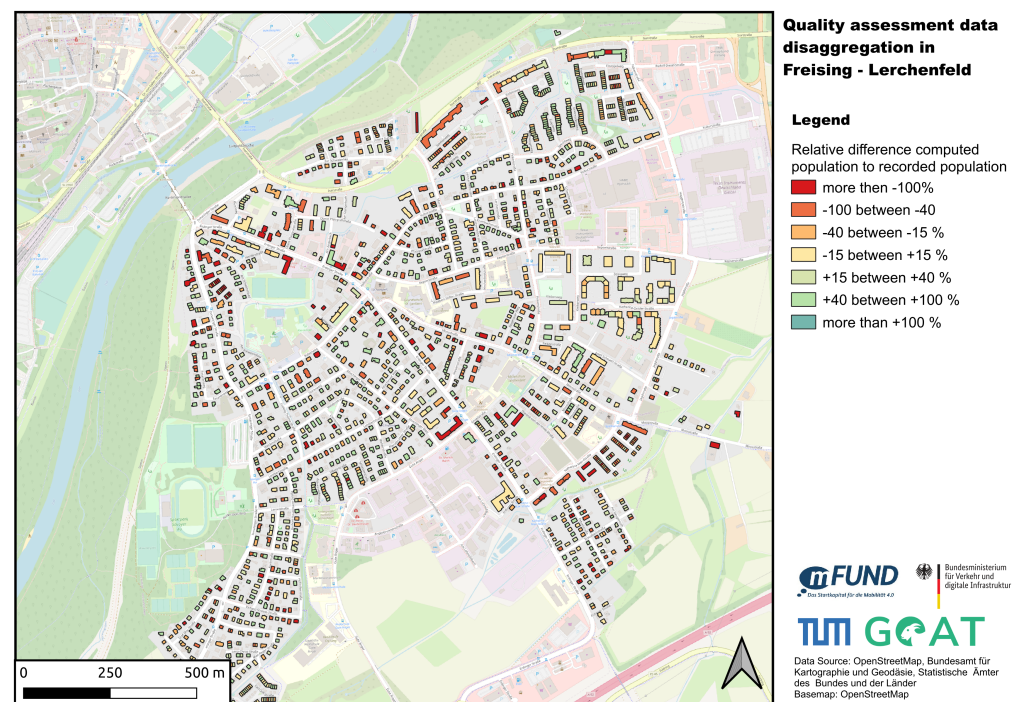 Quality assessment data
disaggregation in
Freising - Lerchenfeld
Legend
Relative difference computed
population to recorded population
more then -100%
-100 between -40
-40 between -15 %
-15 between +15 %
+15 between +40 %
+40 between +100 %
more than +100 %
0 250 500 m
mFUND
Das Startkapital für die Mobilität 4.0
Bundesministerium
für Verkehr und
digitale Infrastruktur
TUM GOAT
Data Source: OpenStreetMap, Bundesamt für
Kartographie und Geodäsie, Statistische Ämter
des Bundes und der Länder
Basemap: OpenStreetMap